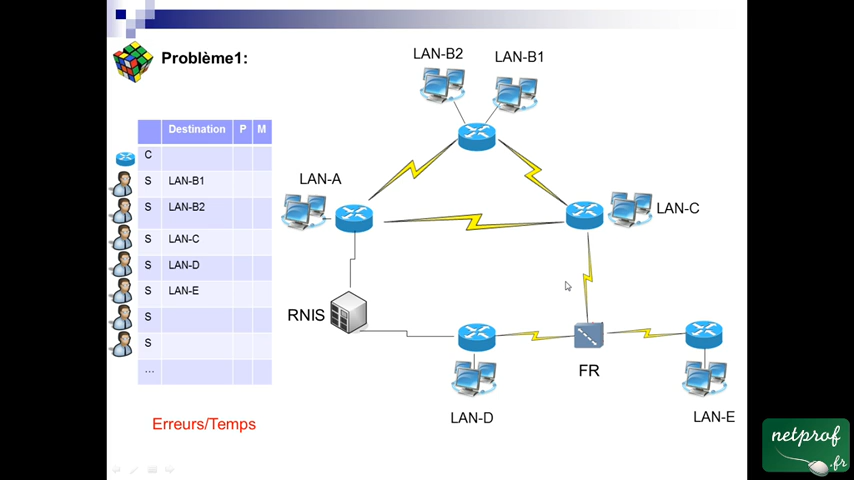 Problème1:
LAN-B2
LAN-B1
Destination P M
C
S LAN-B1
S LAN-B2
S LAN-C
S LAN-D
S LAN-E
S
S
...
LAN-A
LAN-C
RNIS
FR
LAN-D
LAN-E
Erreurs/Temps
netprof
.fr